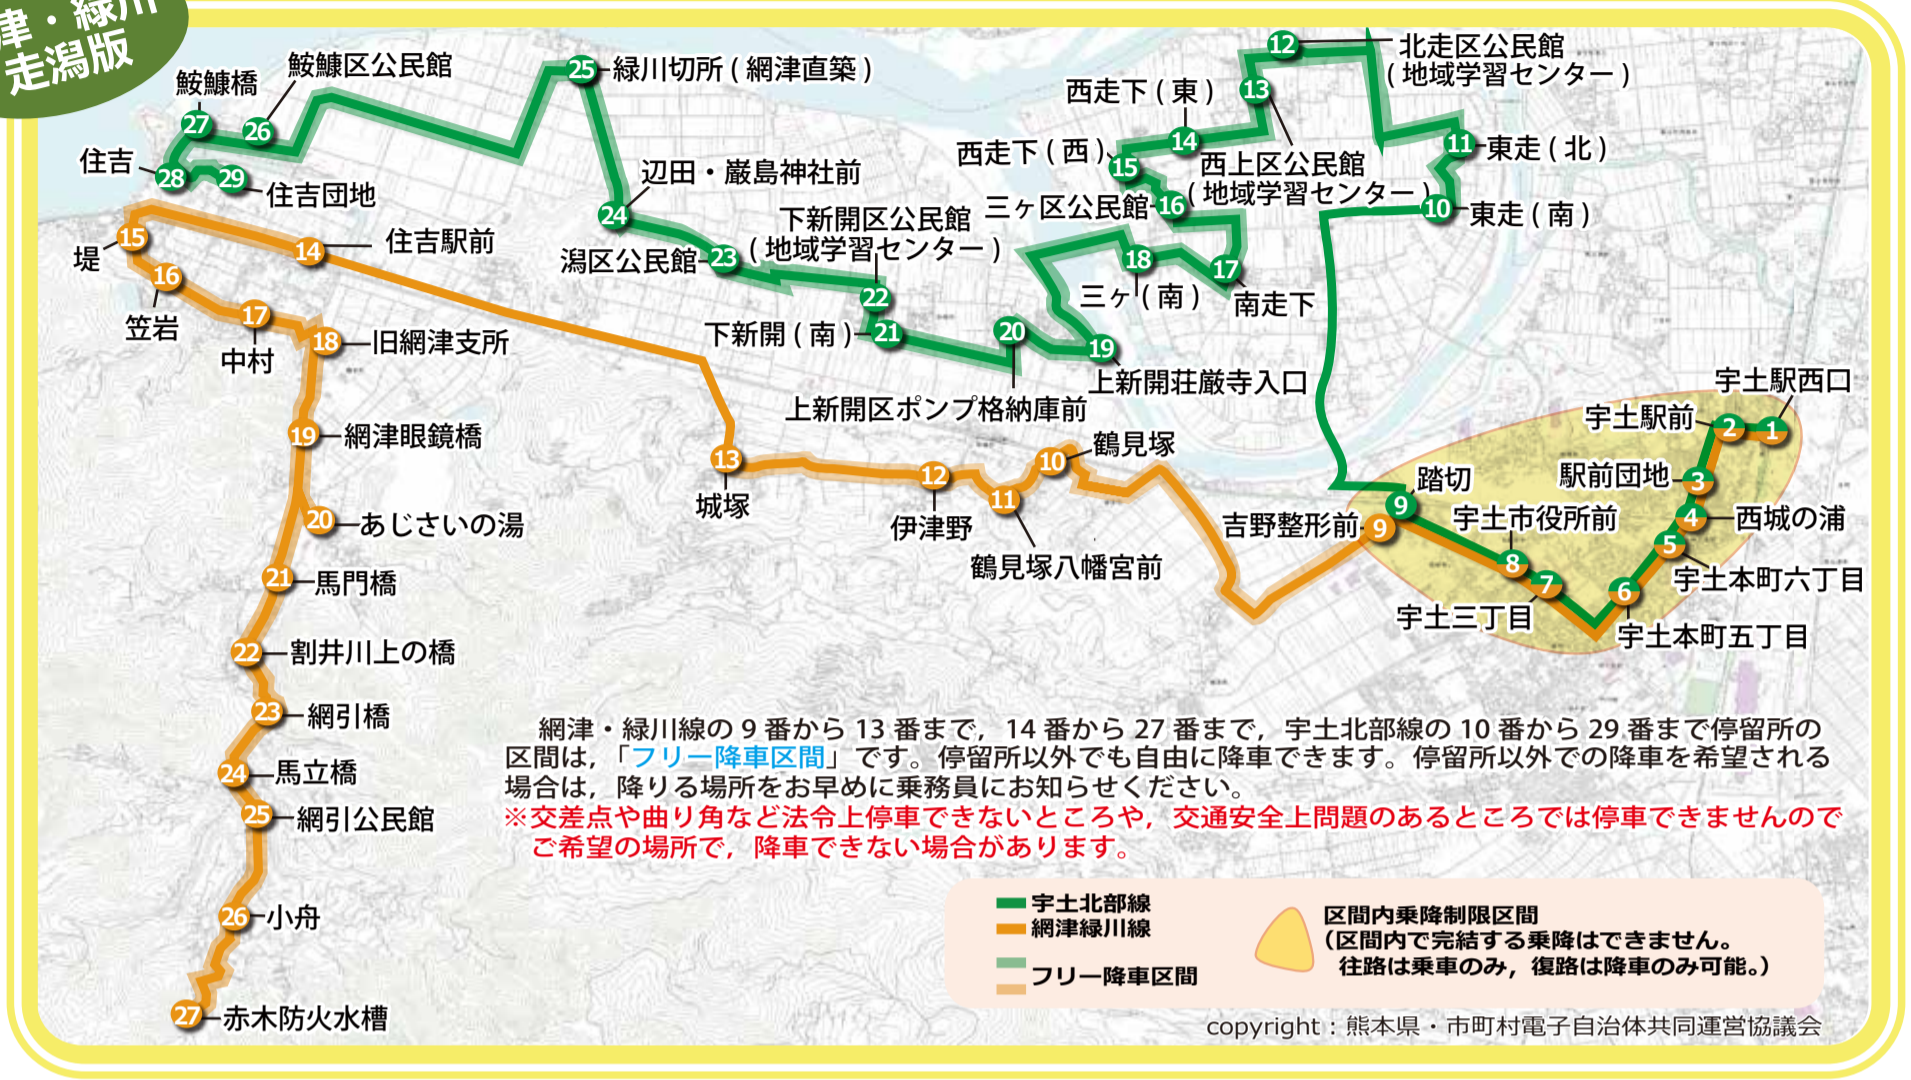 津・緑川
走潟版
鮟鱇橋
鮟鱇区公民館
27
26
25
緑川切所(網津直築)
住吉
28
29
住吉団地
24
辺田・厳島神社前
潟区公民館
23
下新開区公民館
(地域学習センター)
22
下新開(南)
21
20
上新開区ポンプ格納庫前
19
上新開荘厳寺入口
12
北走区公民館
(地域学習センター)
13
西上区公民館
(地域学習センター)
西走下(東)
14
西走下(西)
15
三ヶ区公民館
16
17
南走下
18
三ヶ(南)
11
東走(北)
10
東走(南)
15
堤
14
住吉駅前
16
笠岩
17
中村
18
旧網津支所
19
網津眼鏡橋
20
あじさいの湯
21
馬門橋
22
割井川上の橋
23
網引橋
24
馬立橋
25
網引公民館
26
小舟
27
赤木防火水槽
13
城塚
12
伊津野
11
鶴見塚八幡宮前
10
鶴見塚
吉野整形前
9
9
踏切
宇土市役所前
8
7
宇土三丁目
6
宇土本町五丁目
5
宇土本町六丁目
4
西城の浦
駅前団地
3
宇土駅前
2
1
宇土駅西口
網津・緑川線の9番から13番まで，14番から27番まで，宇土北部線の10番から29番まで停留所の
区間は，「フリー降車区間」です。停留所以外でも自由に降車できます。停留所以外での降車を希望される
場合は，降りる場所をお早めに乗務員にお知らせください。
※交差点や曲り角など法令上停車できないところや，交通安全上問題のあるところでは停車できませんので
ご希望の場所で，降車できない場合があります。
宇土北部線
網津緑川線
フリー降車区間
区間内乗降制限区間
（区間内で完結する乗降はできません。
往路は乗車のみ，復路は降車のみ可能。）
copyright：熊本県・市町村電子自治体共同運営協議会